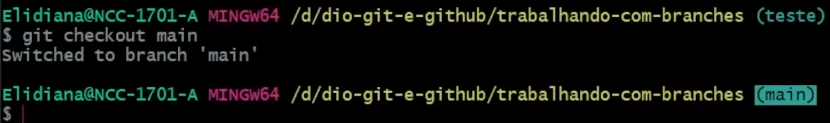 Elidiana@NCC-1701-A MINGW64 /d/dio-git-e-github/trabalhando-com-branches (teste)
$ git checkout main
Switched to branch 'main'
Elidiana@NCC-1701-A MINGW64 /d/dio-git-e-github/trabalhando-com-branches (main)
$